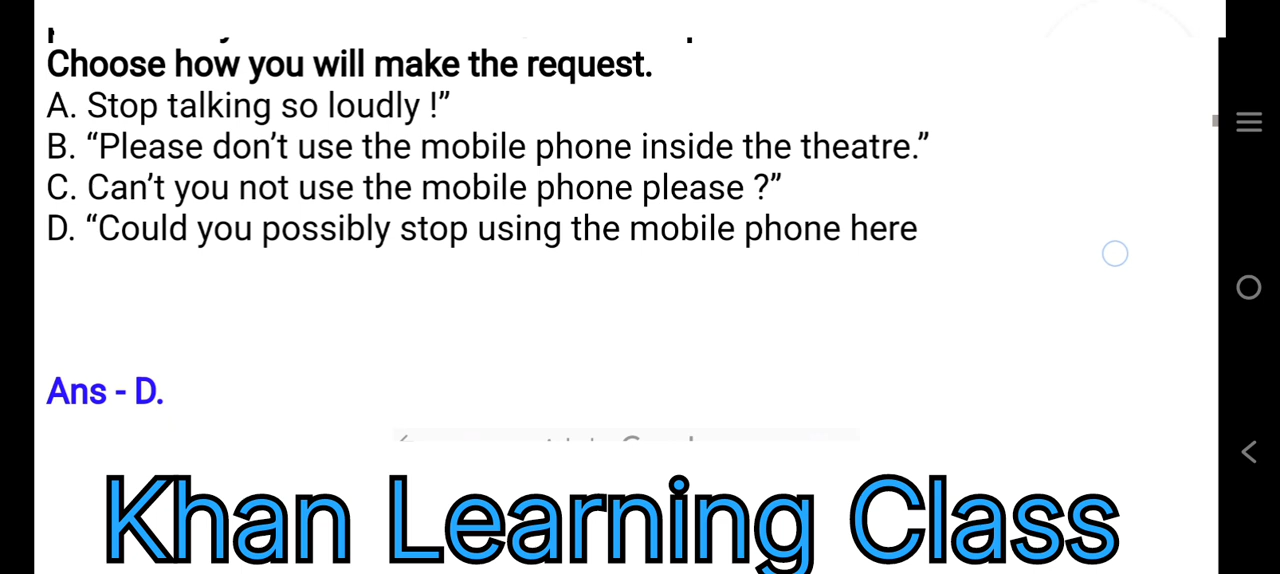 Choose how you will make the request.
A. Stop talking so loudly !”
B. “Please don’t use the mobile phone inside the theatre.”
C. Can’t you not use the mobile phone please ?”
D. “Could you possibly stop using the mobile phone here
Ans - D.
Khan Learning Class